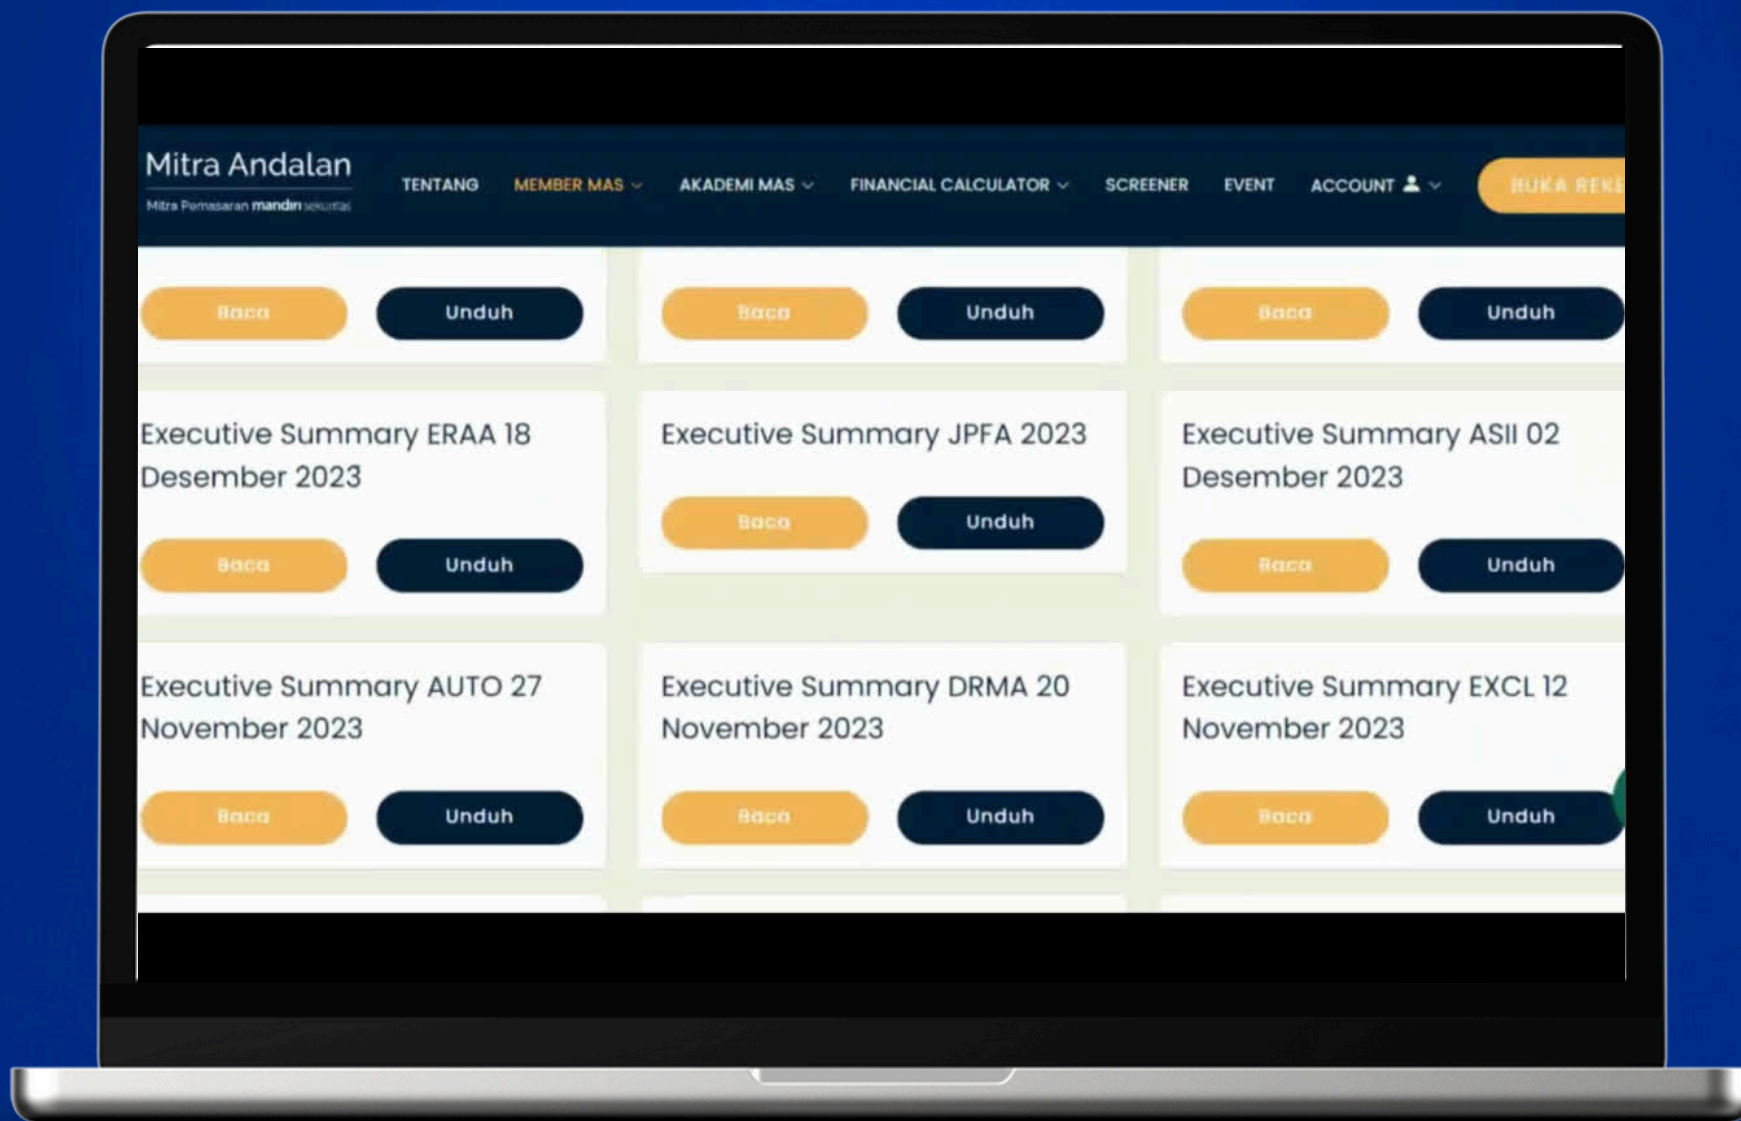 Mitra Andalan
Mitra Pemasaran mandiri sekuritas
TENTANG MEMBER MAS AKADEMI MAS FINANCIAL CALCULATOR SCREENER EVENT ACCOUNT BUKA REKE
Baca Unduh Baca Unduh Baca Unduh
Executive Summary ERAA 18
Desember 2023
Baca Unduh
Executive Summary JPFA 2023
Baca Unduh
Executive Summary ASII 02
Desember 2023
Baca Unduh
Executive Summary AUTO 27
November 2023
Baca Unduh
Executive Summary DRMA 20
November 2023
Baca Unduh
Executive Summary EXCL 12
November 2023
Baca Unduh